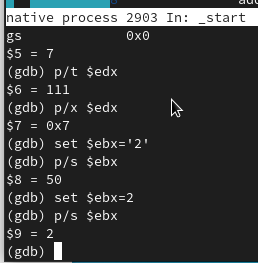 native process 2903 In: _start
gs             0x0
$5 = 7
(gdb) p/t $edx
$6 = 111
(gdb) p/x $edx
$7 = 0x7
(gdb) set $ebx='2'
(gdb) p/s $ebx
$8 = 50
(gdb) set $ebx=2
(gdb) p/s $ebx
$9 = 2
(gdb)